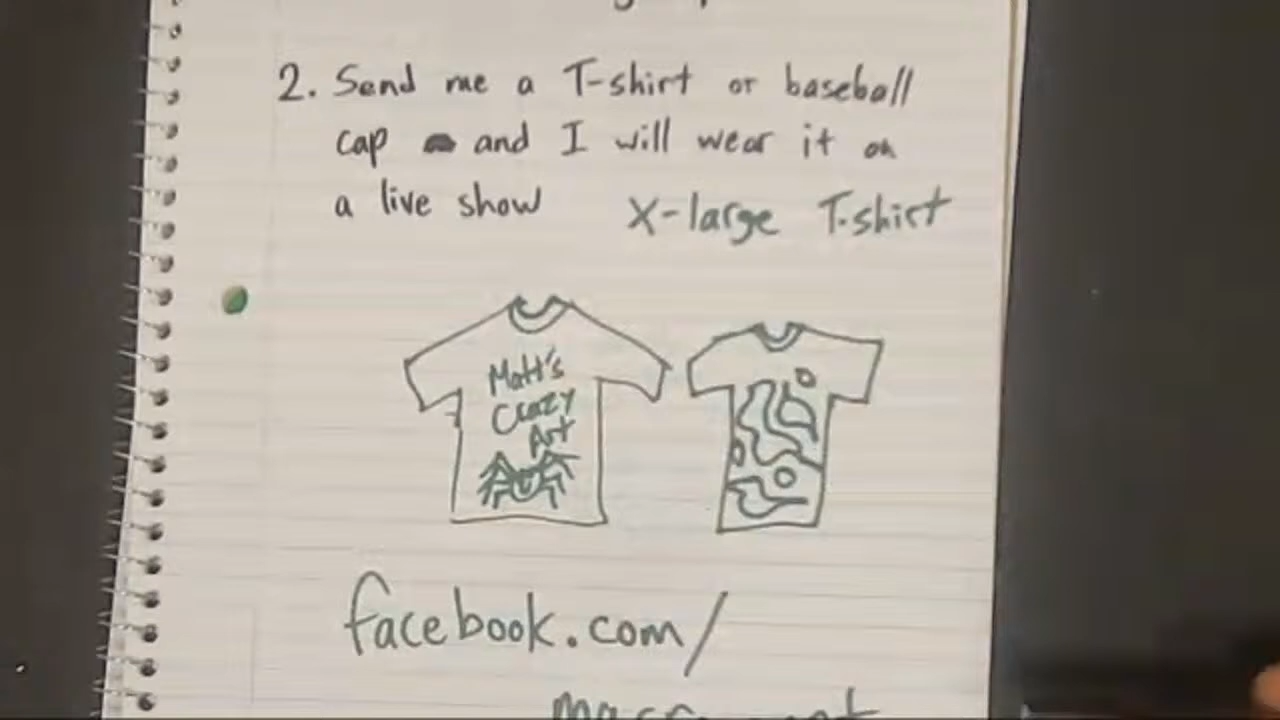 2. Send me a T-shirt or baseball
cap and I will wear it on
a live show
X-large T-shirt
Matt's
Crazy
Art
facebook.com/